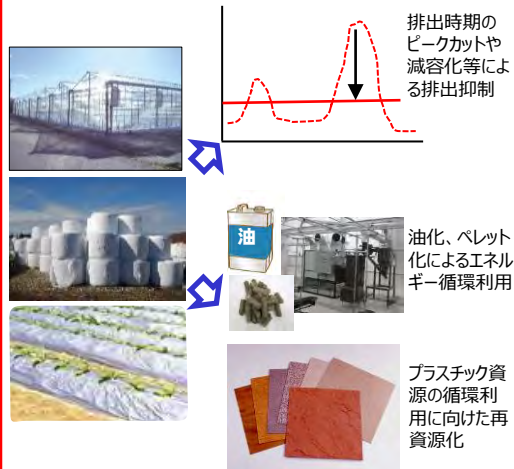 排出時期の
ピークカットや
減容化等によ
る排出抑制
油
油化、ペレット
化によるエネル
ギー循環利用
プラスチック資
源の循環利
用に向けた再
資源化